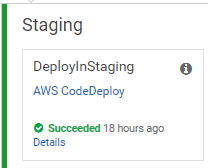 Staging
DeployInStaging
AWS CodeDeploy
Succeeded 18 hours ago
Details